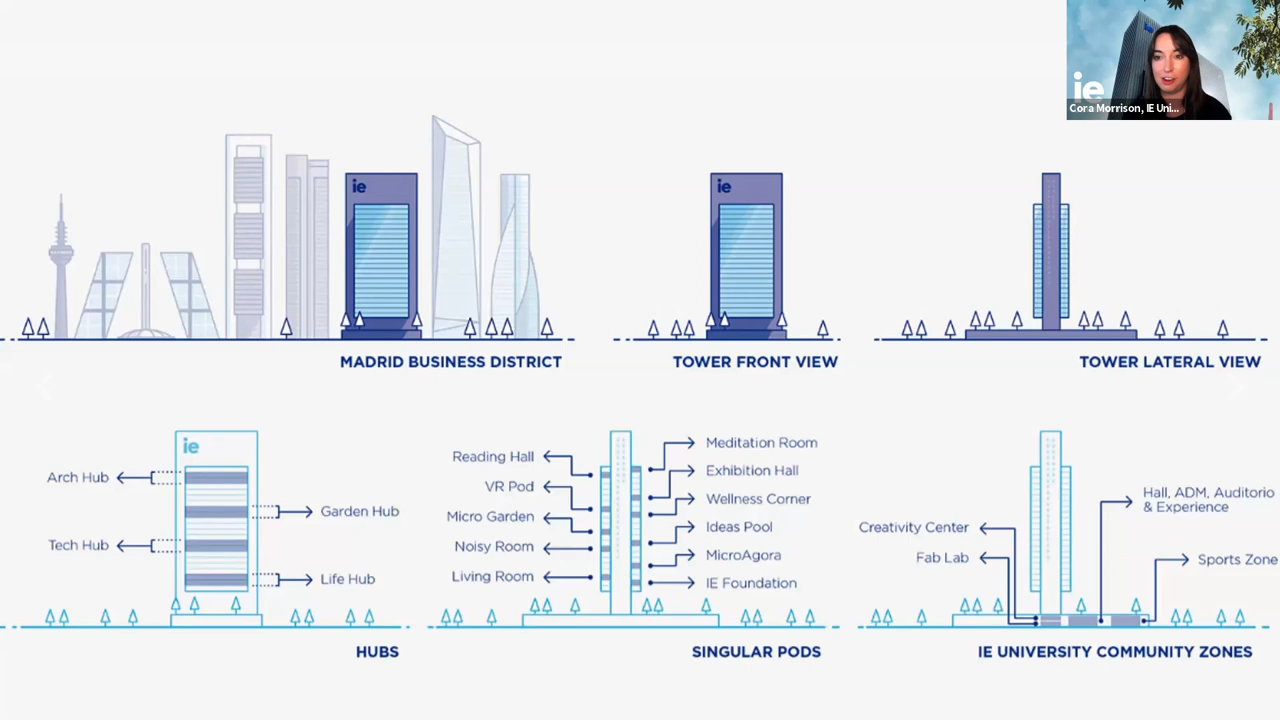 ie
ie
Cora Morrison, IE Uni...
ie
ie
MADRID BUSINESS DISTRICT
TOWER FRONT VIEW
TOWER LATERAL VIEW
ie
Arch Hub
Garden Hub
Tech Hub
Life Hub
HUBS
Reading Hall
VR Pod
Micro Garden
Noisy Room
Living Room
Meditation Room
Exhibition Hall
Wellness Corner
Ideas Pool
MicroAgora
IE Foundation
SINGULAR PODS
Creativity Center
Fab Lab
Hall, ADM, Auditorio
& Experience
Sports Zone
IE UNIVERSITY COMMUNITY ZONES